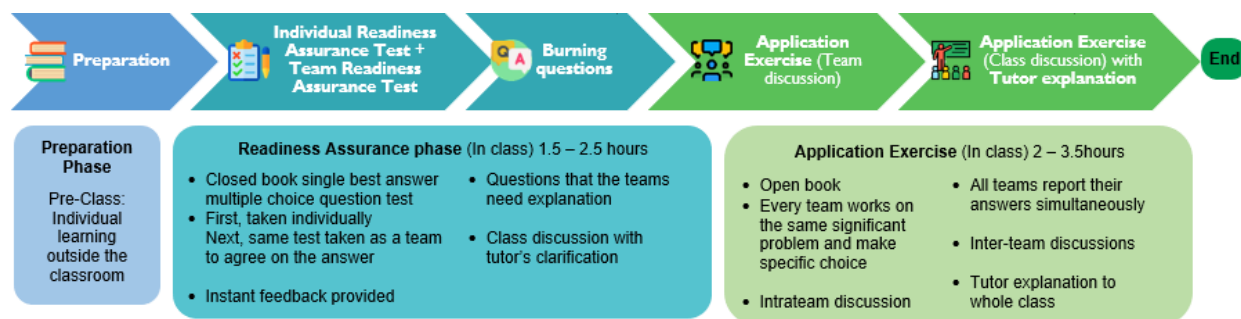 Preparation
Individual Readiness
Assurance Test +
Team Readiness
Assurance Test
Q
A
Burning
questions
Application
Exercise (Team
discussion)
Application Exercise
(Class discussion) with
Tutor explanation
End
Preparation
Phase
Pre-Class:
Individual
learning
outside the
classroom
Readiness Assurance phase (In class) 1.5 – 2.5 hours
• Closed book single best answer
multiple choice question test
• First, taken individually
Next, same test taken as a team
to agree on the answer
• Instant feedback provided
• Questions that the teams
need explanation
• Class discussion with
tutor's clarification
Application Exercise (In class) 2 – 3.5hours
• Open book
• Every team works on
the same significant
problem and make
specific choice
• Intrateam discussion
• All teams report their
answers simultaneously
• Inter-team discussions
• Tutor explanation to
whole class